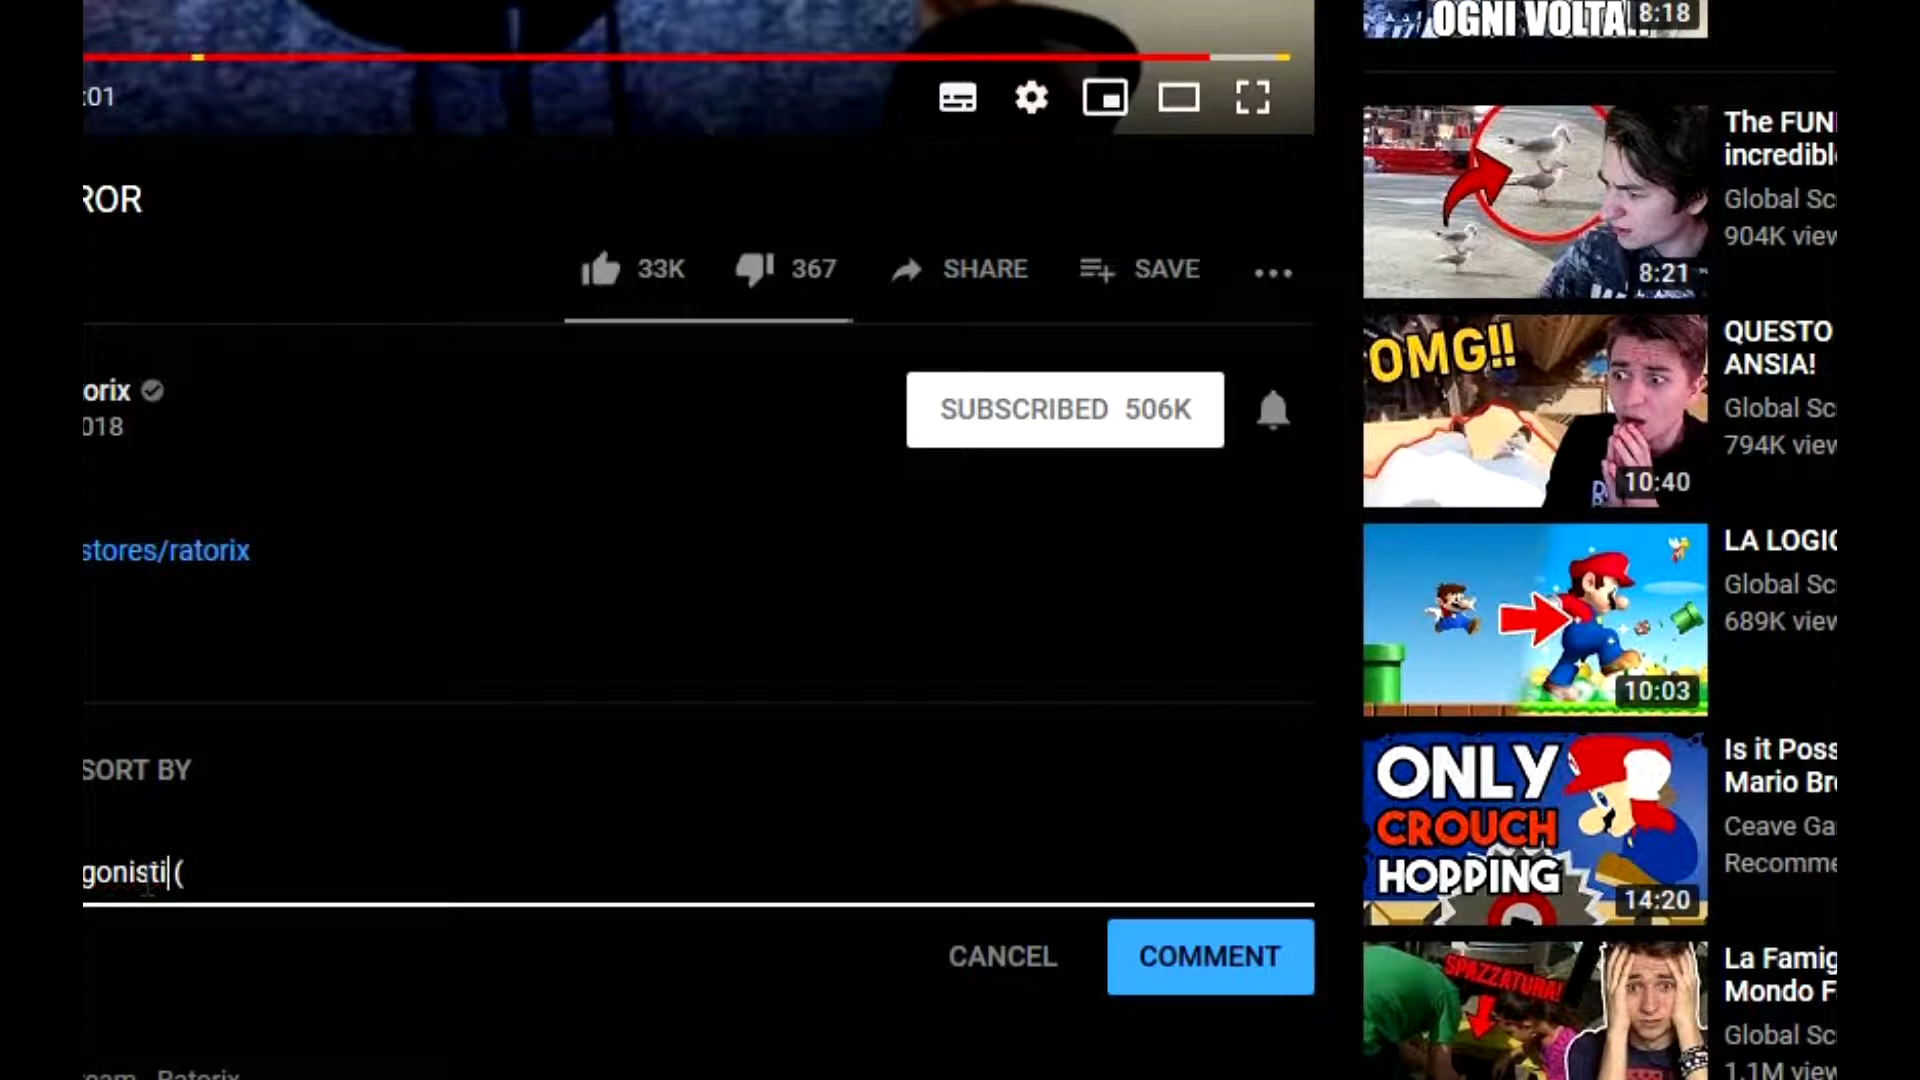 :01
ROR
33K 367 SHARE SAVE
orix
018
SUBSCRIBED 506K
stores/ratorix
SORT BY
gonisti (
CANCEL COMMENT
OGNI VOLTA..
8:18
8:21
The FUN
incredibl
Global Sc
904K view
OMG!!
10:40
QUESTO
ANSIA!
Global Sc
794K view
10:03
LA LOGIC
Global Sc
689K view
ONLY
CROUCH
HOPPING
14:20
Is it Poss
Mario Bro
Ceave Ga
Recomme
SPAZZATURA!
La Famig
Mondo F
Global Sc
1.1M view
Ratorix